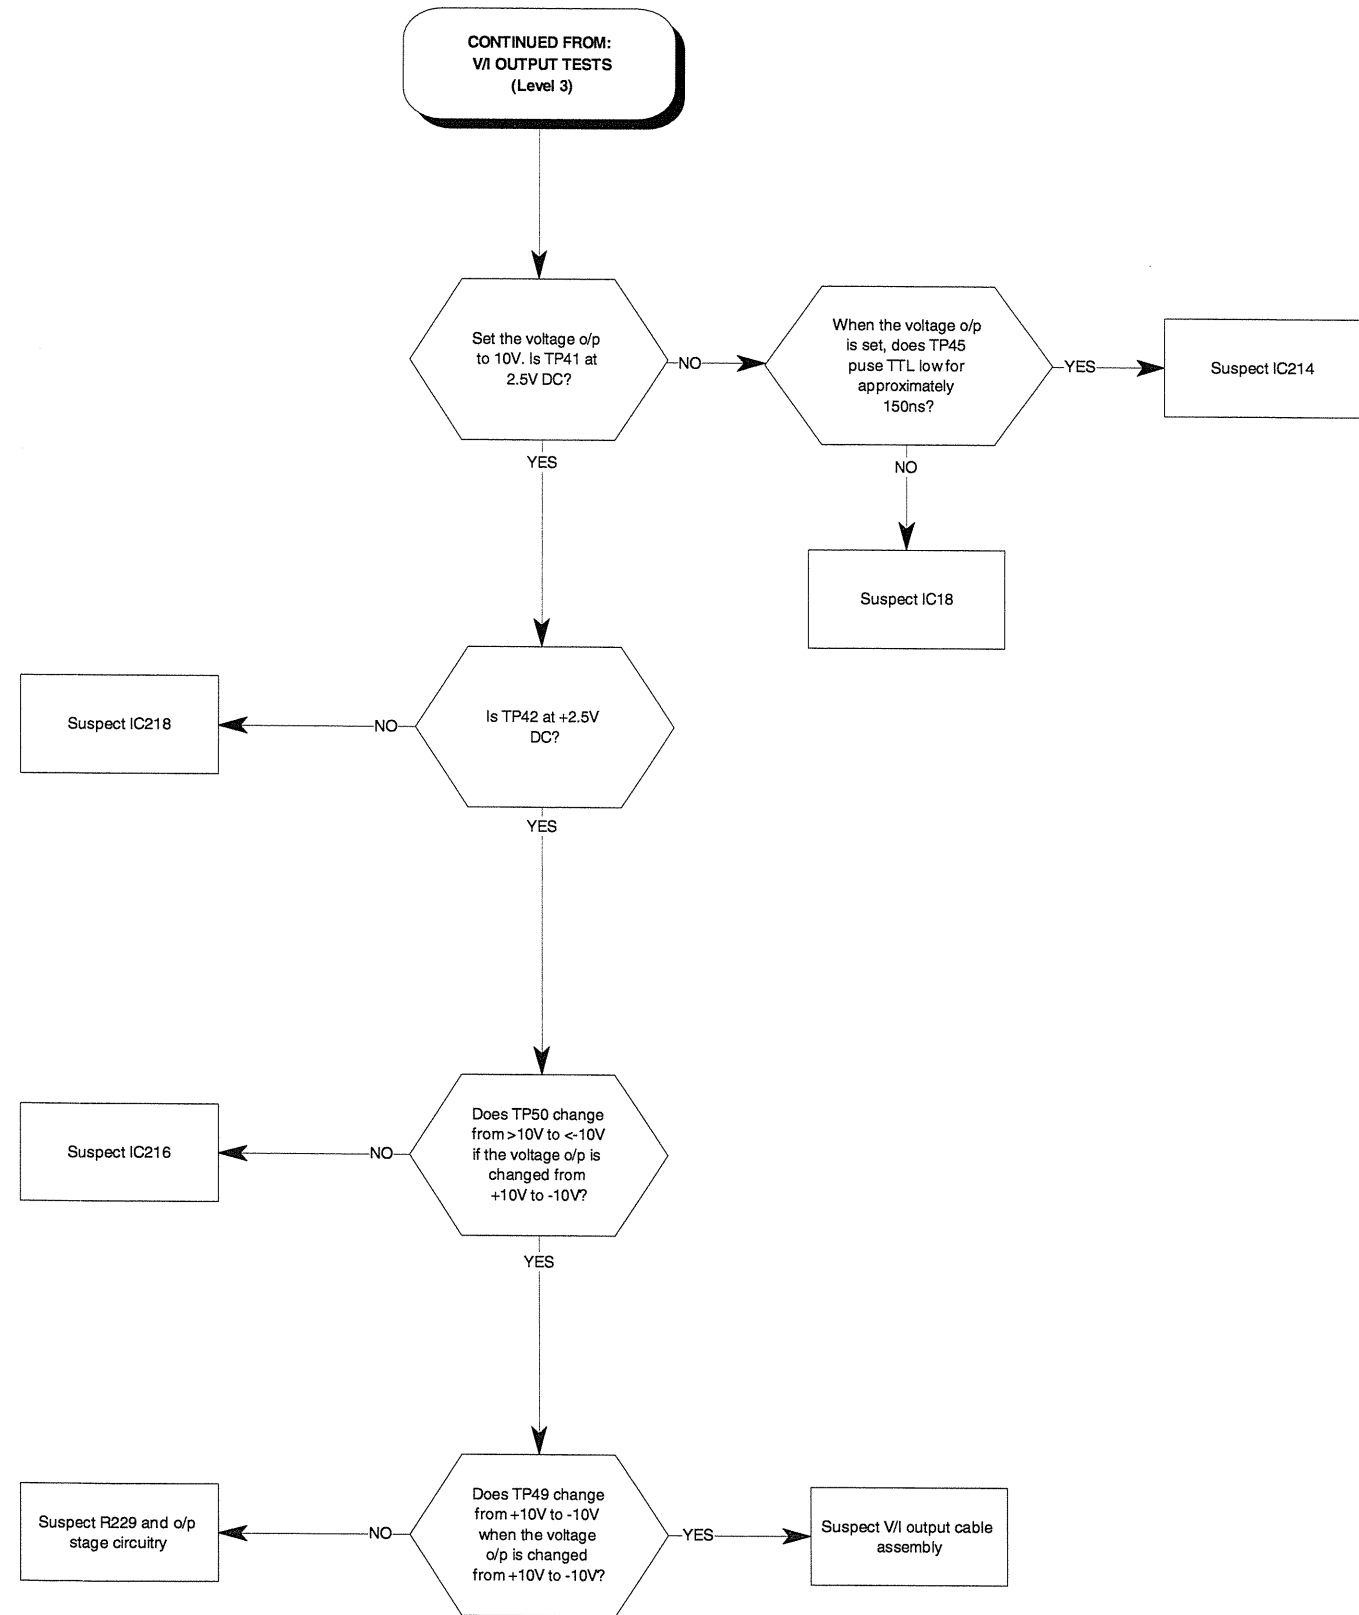 CONTINUED FROM:
V/I OUTPUT TESTS
(Level 3)
Set the voltage o/p
to 10V. Is TP41 at
2.5V DC?
NO
When the voltage o/p
is set, does TP45
puse TTL low for
approximately
150ns?
YES
Suspect IC214
YES
NO
Suspect IC18
Suspect IC218
NO
Is TP42 at +2.5V
DC?
YES
Suspect IC216
NO
Does TP50 change
from >10V to <-10V
if the voltage o/p is
changed from
+10V to -10V?
YES
Suspect R229 and o/p
stage circuitry
NO
Does TP49 change
from +10V to -10V
when the voltage
o/p is changed
from +10V to -10V?
YES
Suspect V/I output cable
assembly